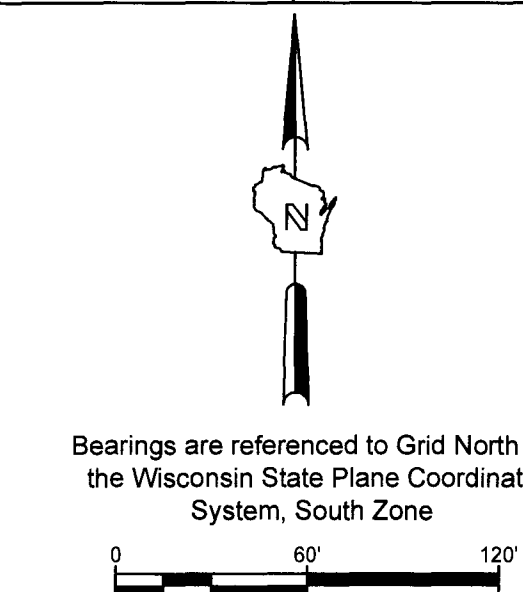 N
Bearings are referenced to Grid North
the Wisconsin State Plane Coordinat
System, South Zone
0 60' 120'